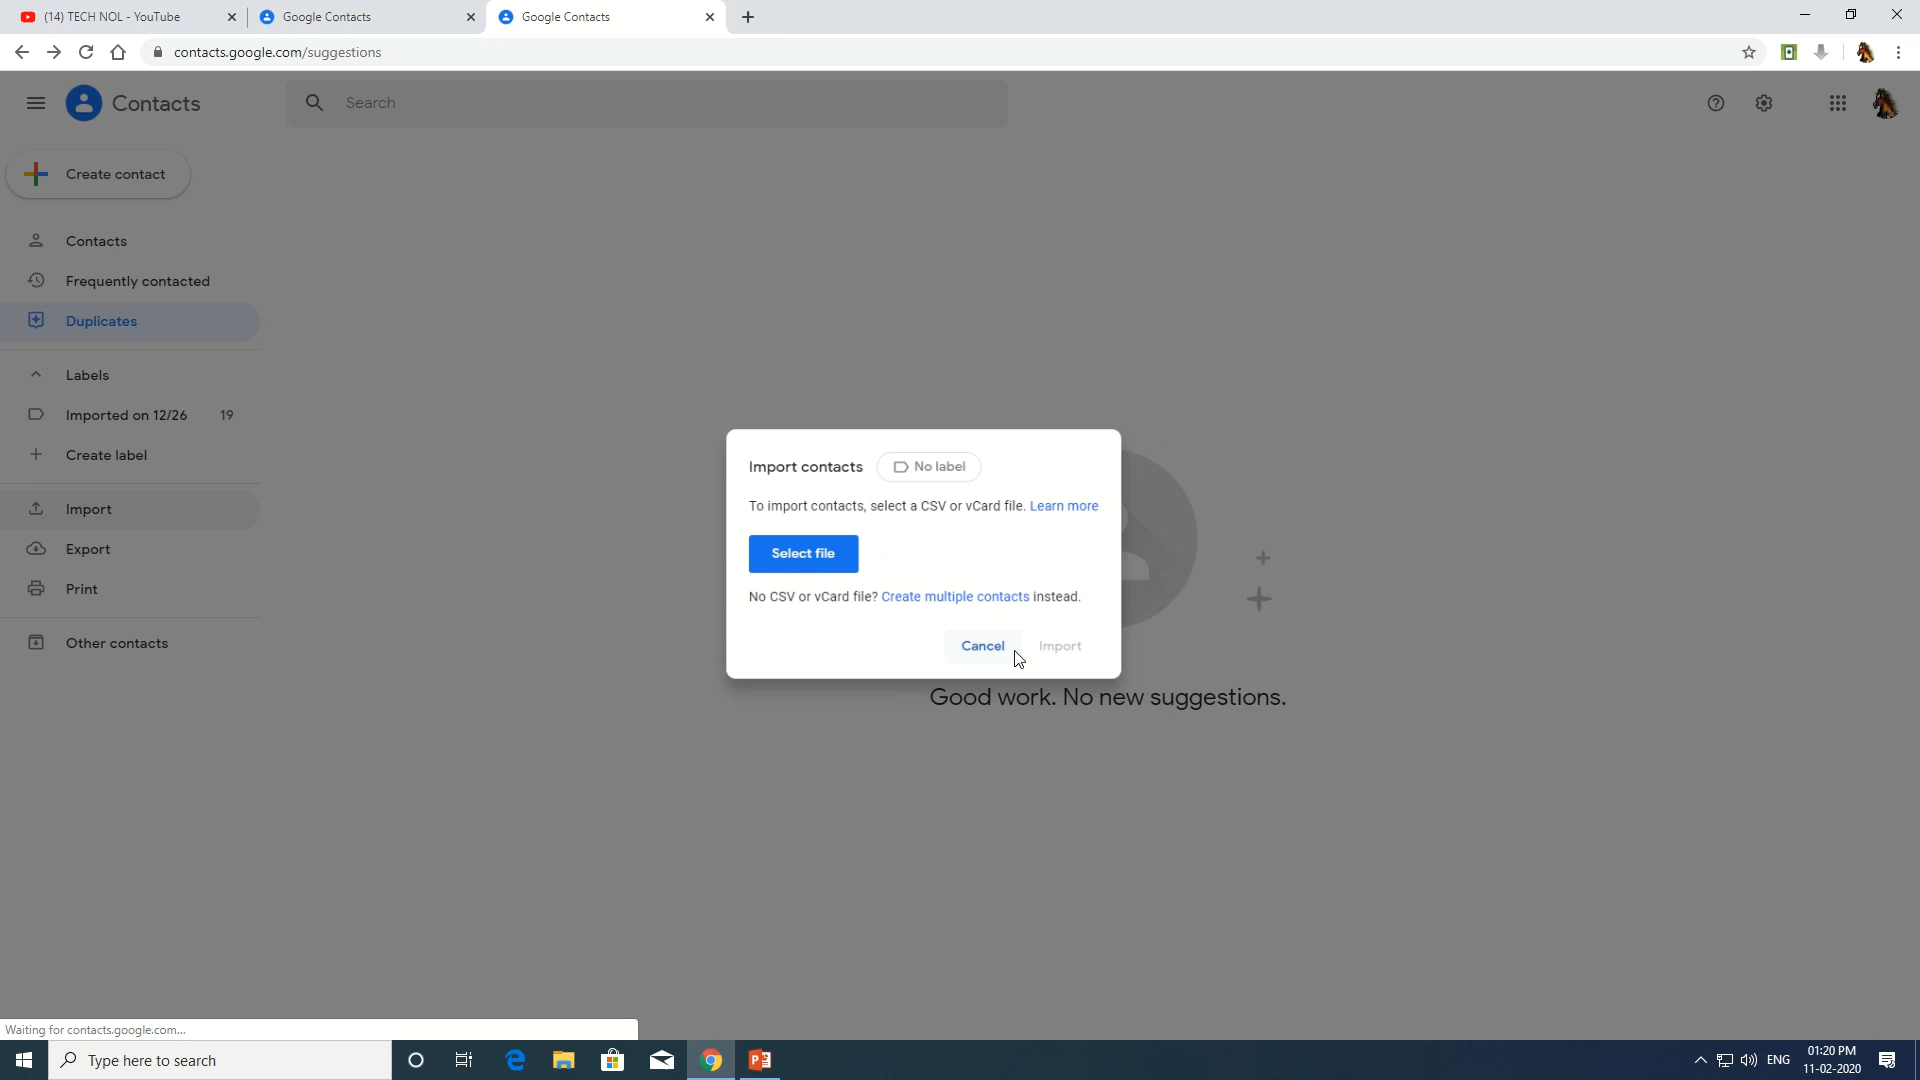 (14) TECH NOL - YouTube
Google Contacts
Google Contacts
contacts.google.com/suggestions
Contacts
Search
Create contact
Contacts
Frequently contacted
Duplicates
Labels
Imported on 12/26 19
Create label
Import
Export
Print
Other contacts
Import contacts No label
To import contacts, select a CSV or vCard file. Learn more
Select file
No CSV or vCard file? Create multiple contacts instead.
Cancel Import
Good work. No new suggestions.
Waiting for contacts.google.com...
Type here to search
ENG
01:20 PM
11-02-2020